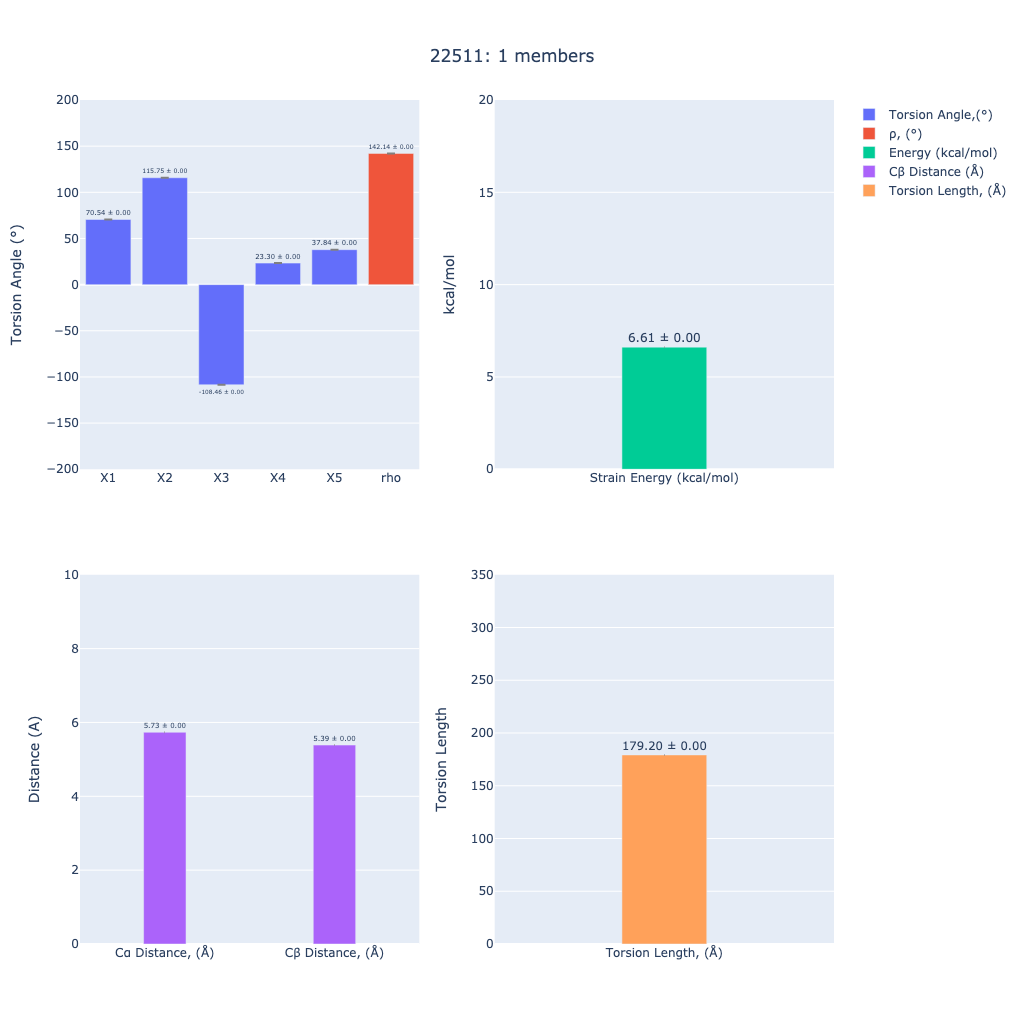 22511: 1 members
Torsion Angle (°)
200
150
100
50
0
−50
−100
−150
−200
70.54 ± 0.00
115.75 ± 0.00
-108.46 ± 0.00
23.30 ± 0.00
37.84 ± 0.00
142.14 ± 0.00
X1 X2 X3 X4 X5 rho
kcal/mol
20
15
10
5
0
6.61 ± 0.00
Strain Energy (kcal/mol)
Torsion Angle,(°)
ρ, (°)
Energy (kcal/mol)
Cβ Distance (Å)
Torsion Length, (Å)
Distance (A)
10
8
6
4
2
0
5.73 ± 0.00
5.39 ± 0.00
Cα Distance, (Å) Cβ Distance, (Å)
Torsion Length
350
300
250
200
150
100
50
0
179.20 ± 0.00
Torsion Length, (Å)